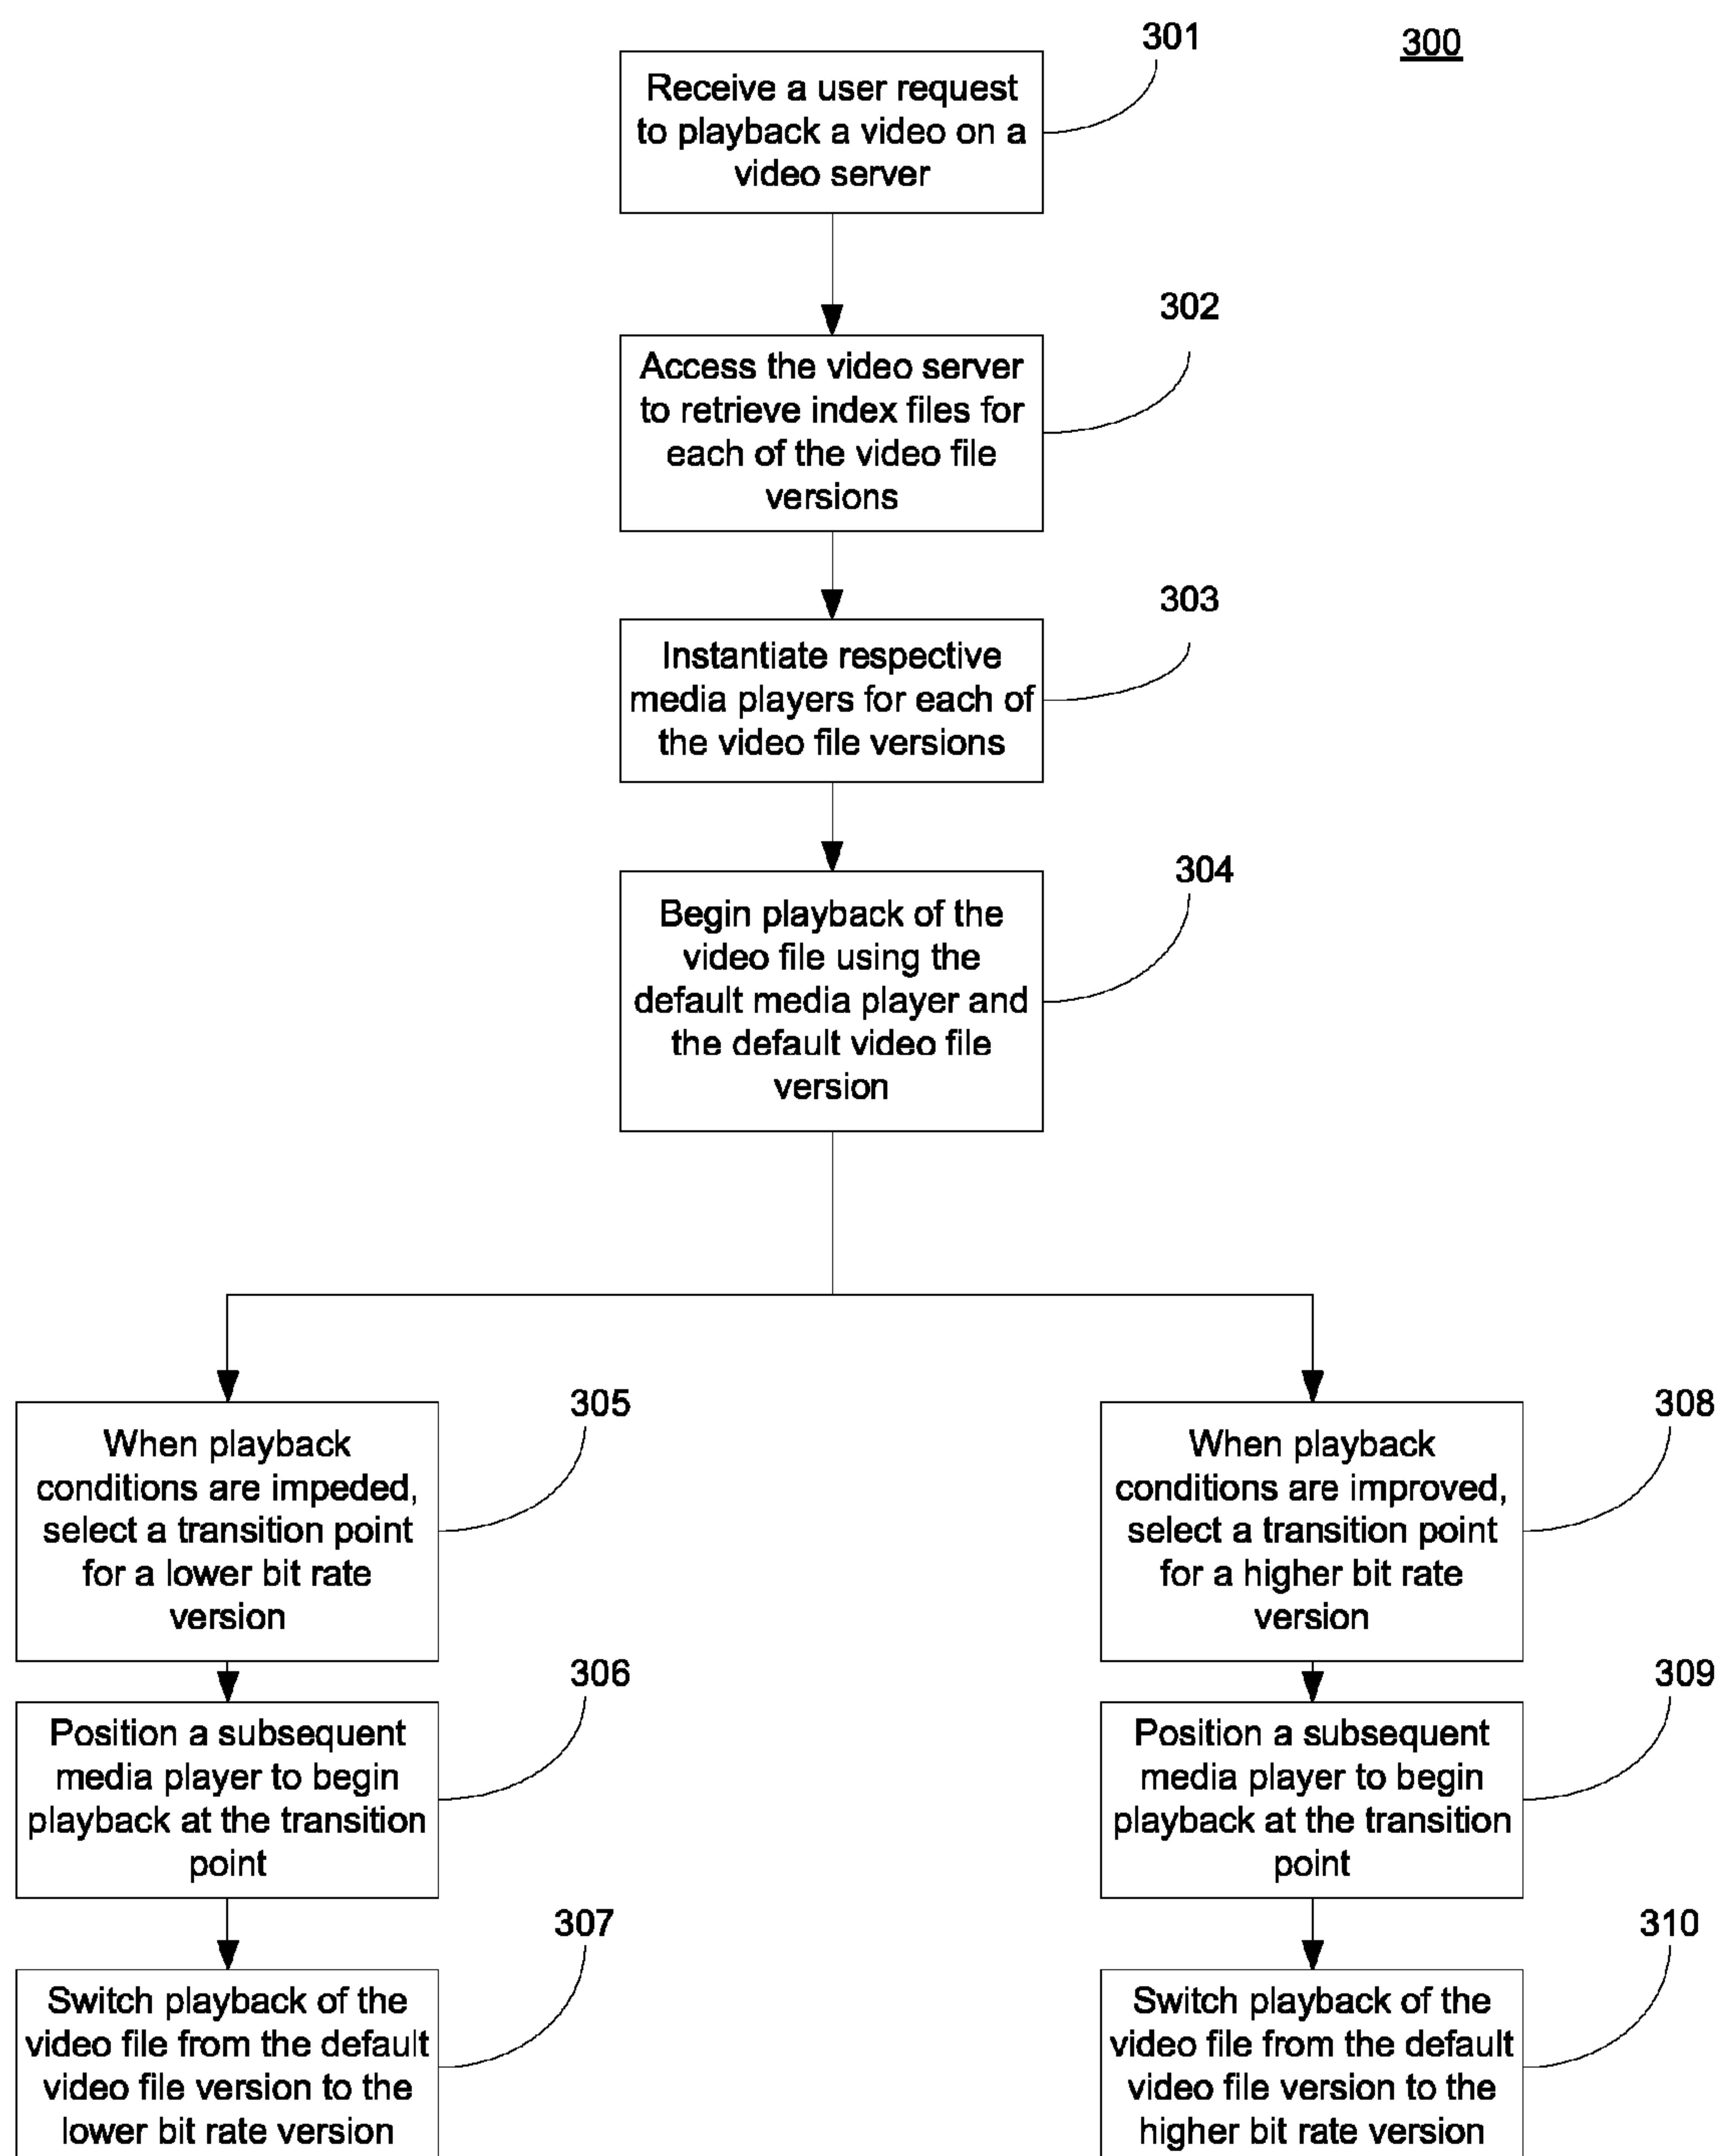 300
301
Receive a user request
to playback a video on a
video server
302
Access the video server
to retrieve index files for
each of the video file
versions
303
Instantiate respective
media players for each of
the video file versions
304
Begin playback of the
video file using the
default media player and
the default video file
version
305
When playback
conditions are impeded,
select a transition point
for a lower bit rate
version
306
Position a subsequent
media player to begin
playback at the transition
point
307
Switch playback of the
video file from the default
video file version to the
lower bit rate version
308
When playback
conditions are improved,
select a transition point
for a higher bit rate
version
309
Position a subsequent
media player to begin
playback at the transition
point
310
Switch playback of the
video file from the default
video file version to the
higher bit rate version